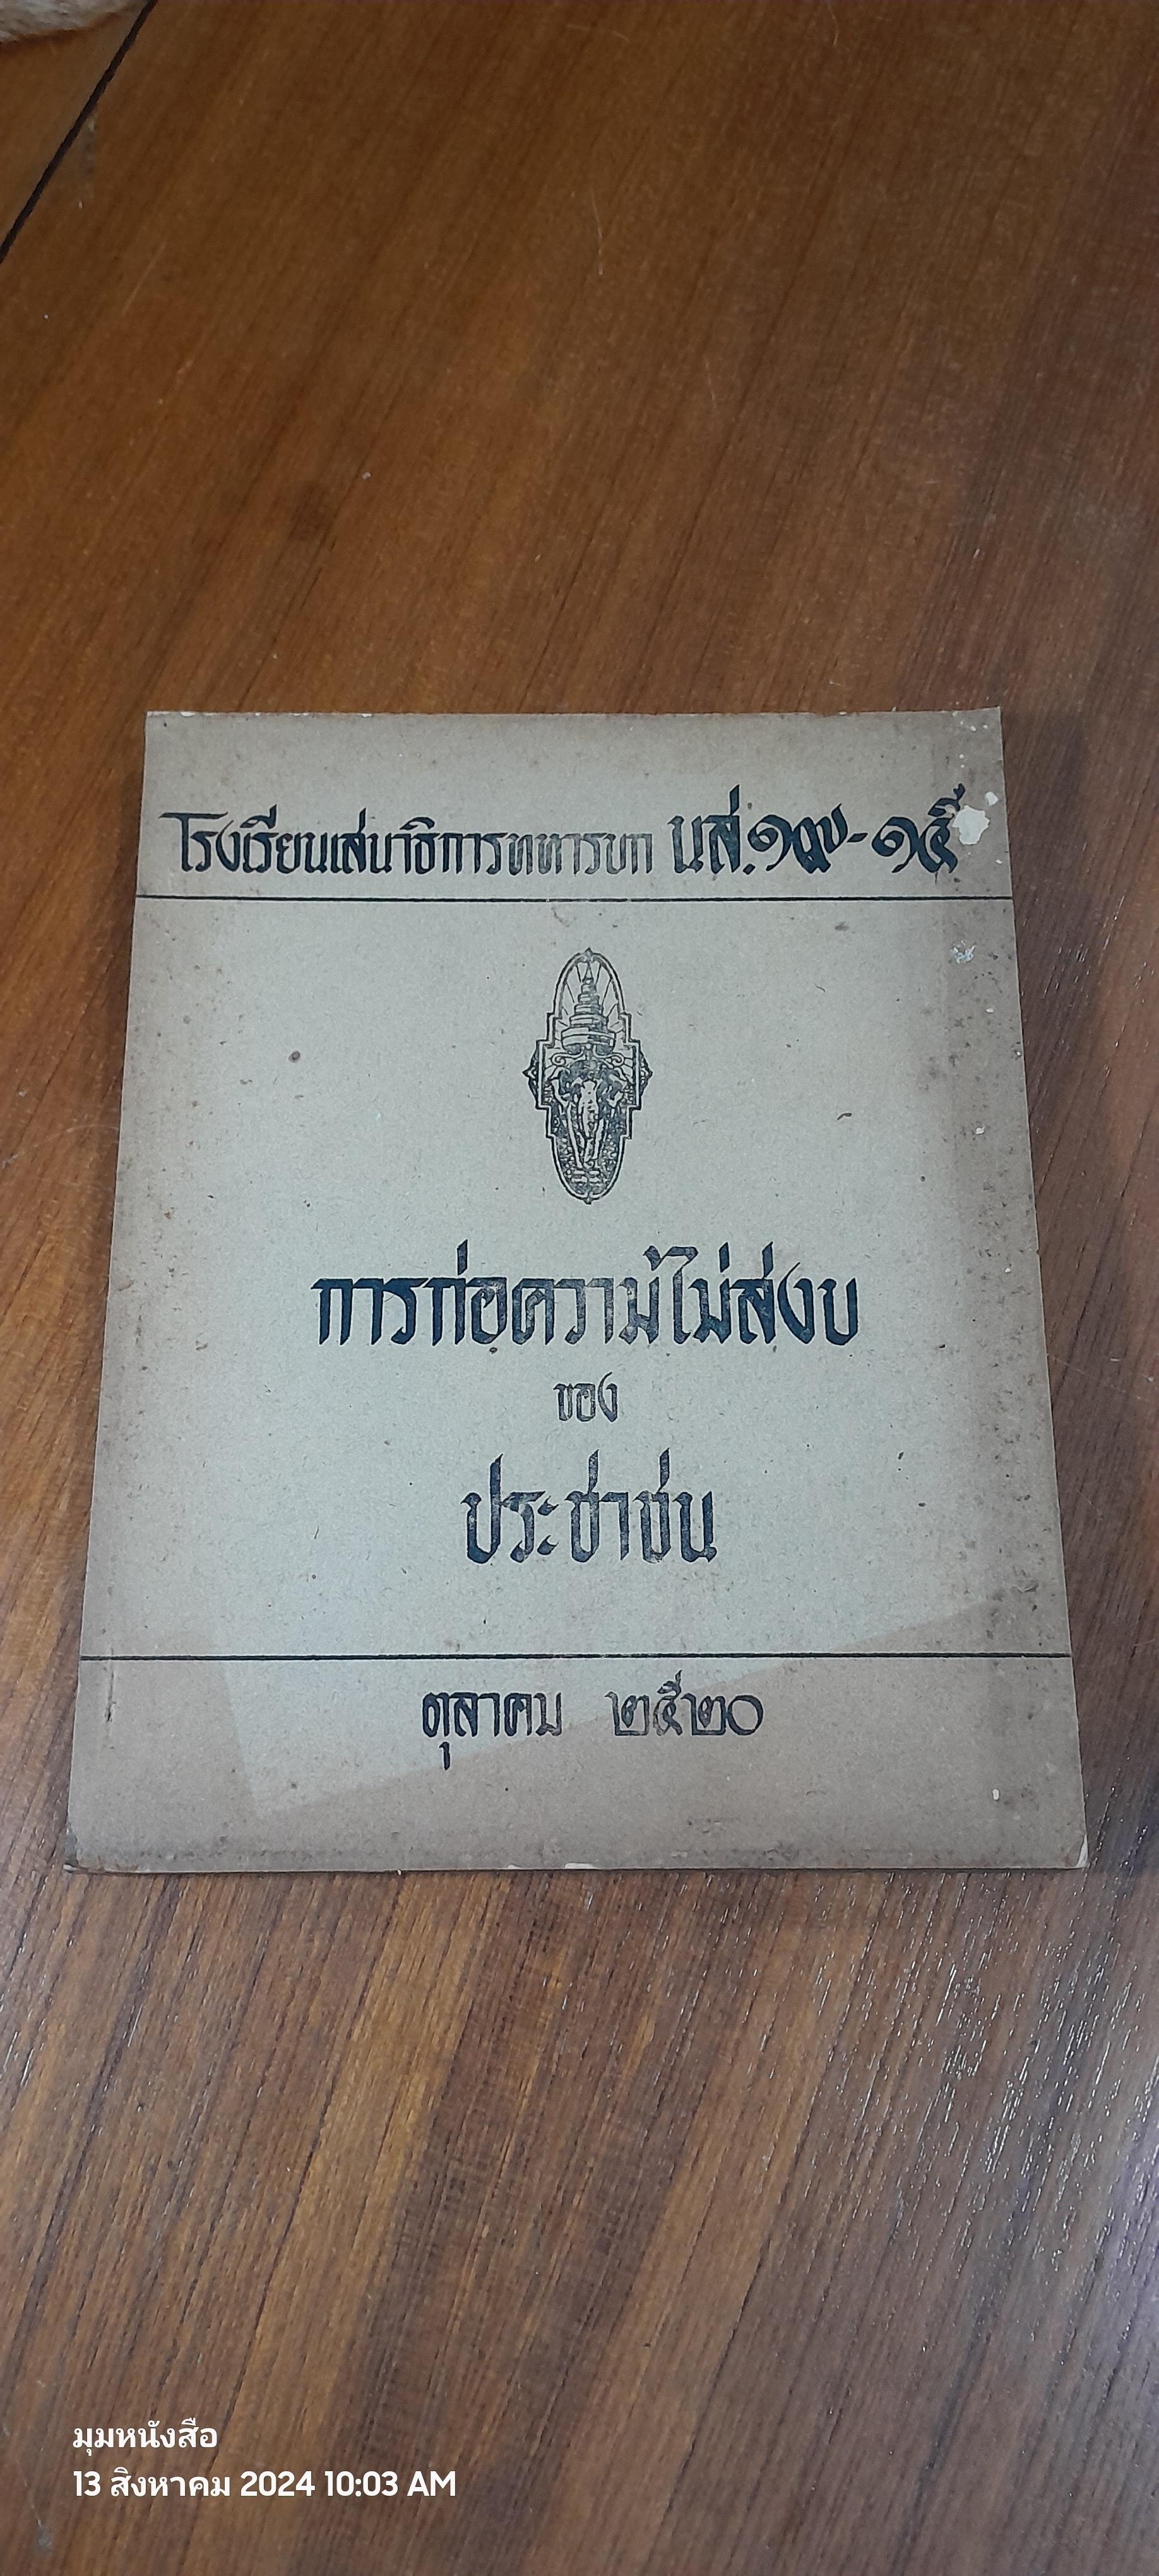 โรงเรียนเสนาธิการทหารบก นส.๑๙-๑๕
การก่อความไม่สงบ
ของ
ประชาชน
ตุลาคม ๒๕๒๐
มุมหนังสือ
13 สิงหาคม 2024 10:03 AM